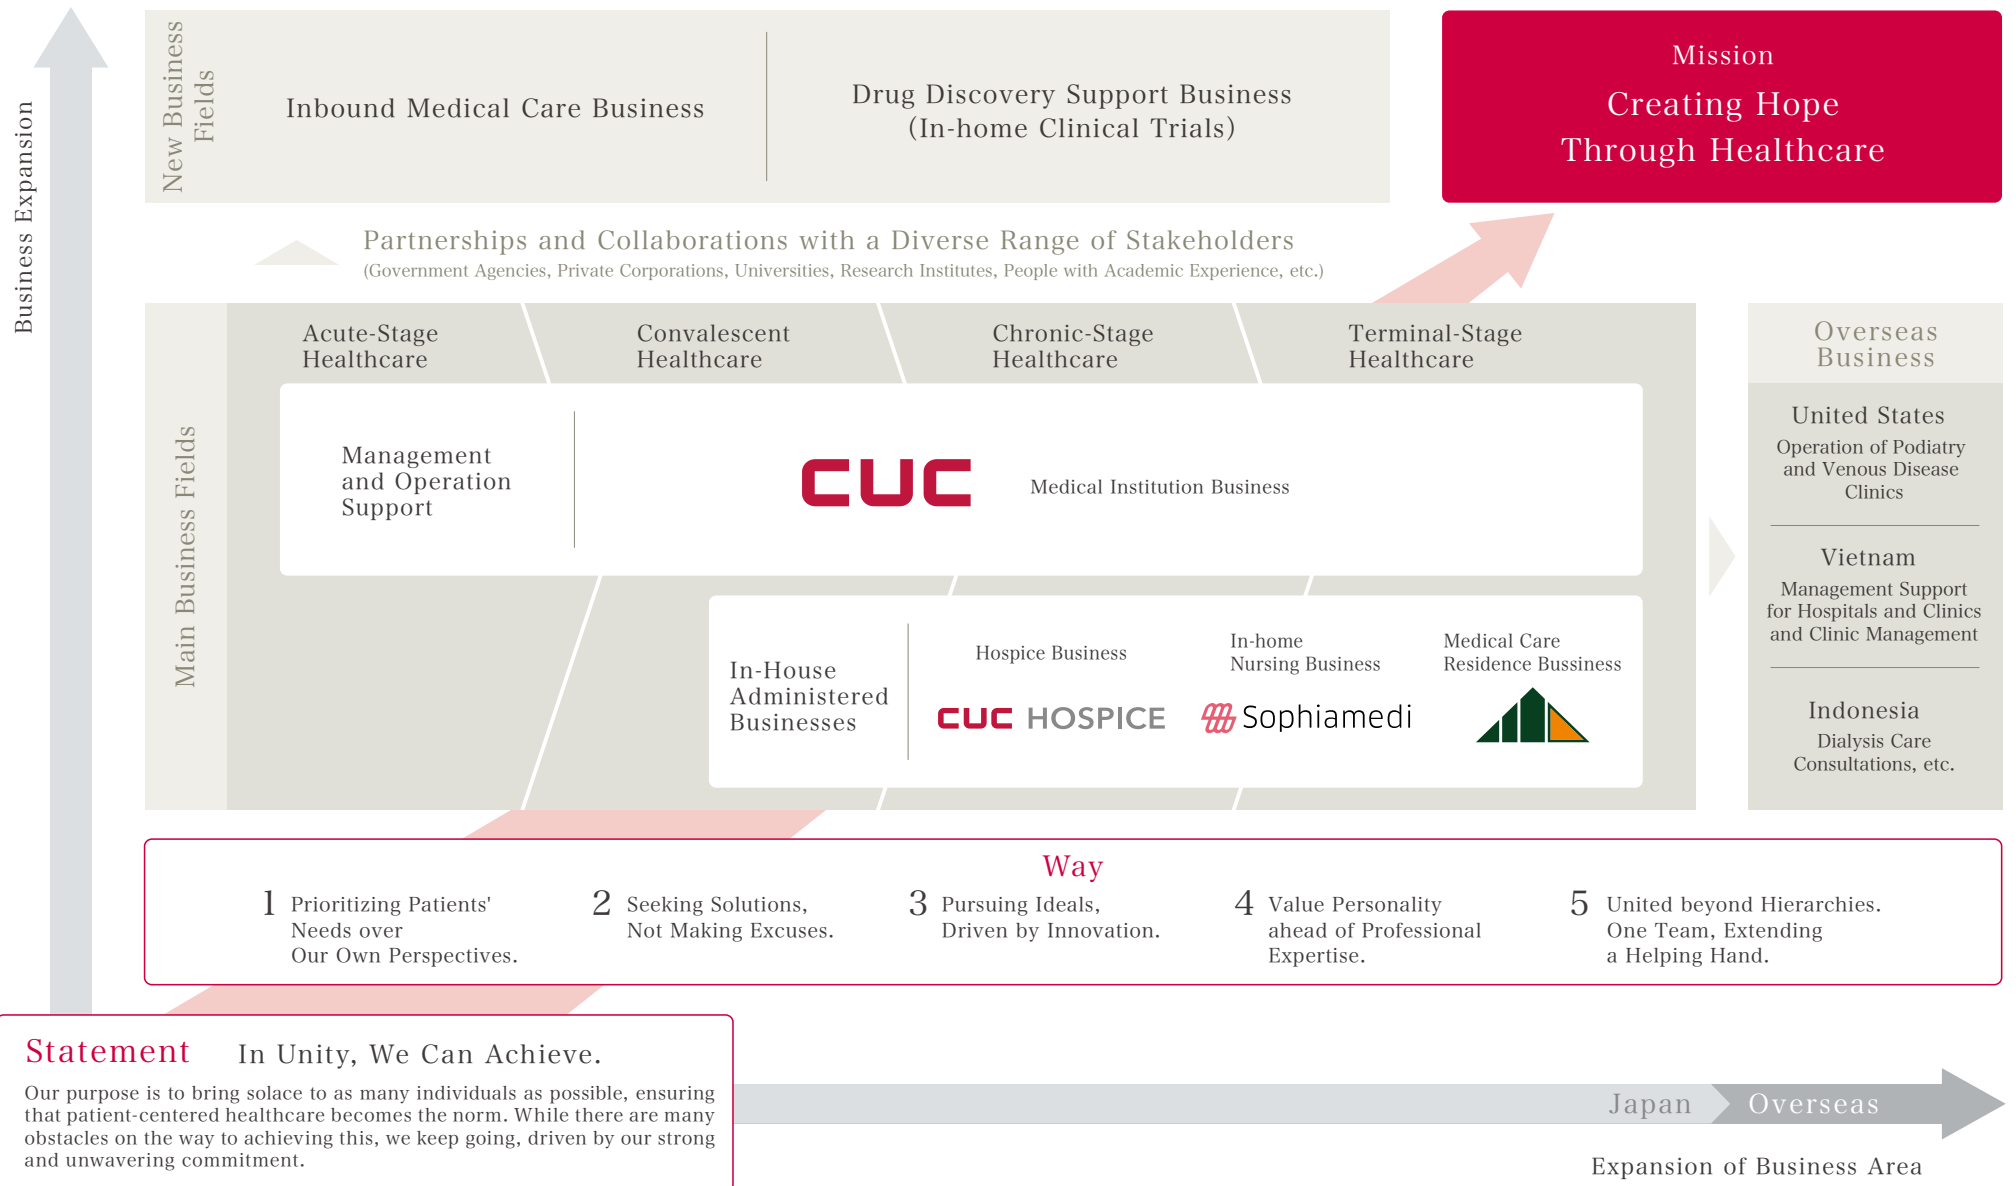 Business Expansion
New Business
Fields
Inbound Medical Care Business
Drug Discovery Support Business
(In-home Clinical Trials)
Mission
Creating Hope
Through Healthcare
Partnerships and Collaborations with a Diverse Range of Stakeholders
(Government Agencies, Private Corporations, Universities, Research Institutes, People with Academic Experience, etc.)
Main Business Fields
Acute-Stage
Healthcare
Convalescent
Healthcare
Chronic-Stage
Healthcare
Terminal-Stage
Healthcare
Management
and Operation
Support
CUC
Medical Institution Business
In-House
Administered
Businesses
Hospice Business
CUC HOSPICE
In-home
Nursing Business
Sophiamedi
Medical Care
Residence Bussiness
Overseas
Business
United States
Operation of Podiatry
and Venous Disease
Clinics
Vietnam
Management Support
for Hospitals and Clinics
and Clinic Management
Indonesia
Dialysis Care
Consultations, etc.
Way
1 Prioritizing Patients'
Needs over
Our Own Perspectives.
2 Seeking Solutions,
Not Making Excuses.
3 Pursuing Ideals,
Driven by Innovation.
4 Value Personality
ahead of Professional
Expertise.
5 United beyond Hierarchies.
One Team, Extending
a Helping Hand.
Statement In Unity, We Can Achieve.
Our purpose is to bring solace to as many individuals as possible, ensuring
that patient-centered healthcare becomes the norm. While there are many
obstacles on the way to achieving this, we keep going, driven by our strong
and unwavering commitment.
Japan
Overseas
Expansion of Business Area